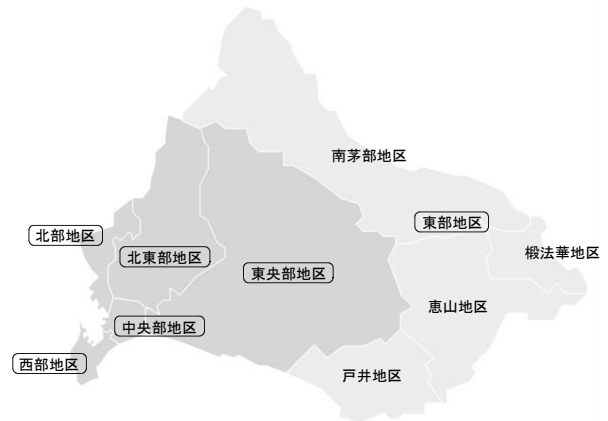 南茅部地区
東部地区
北部地区
椴法華地区
北東部地区
東央部地区
恵山地区
中央部地区
西部地区
戸井地区